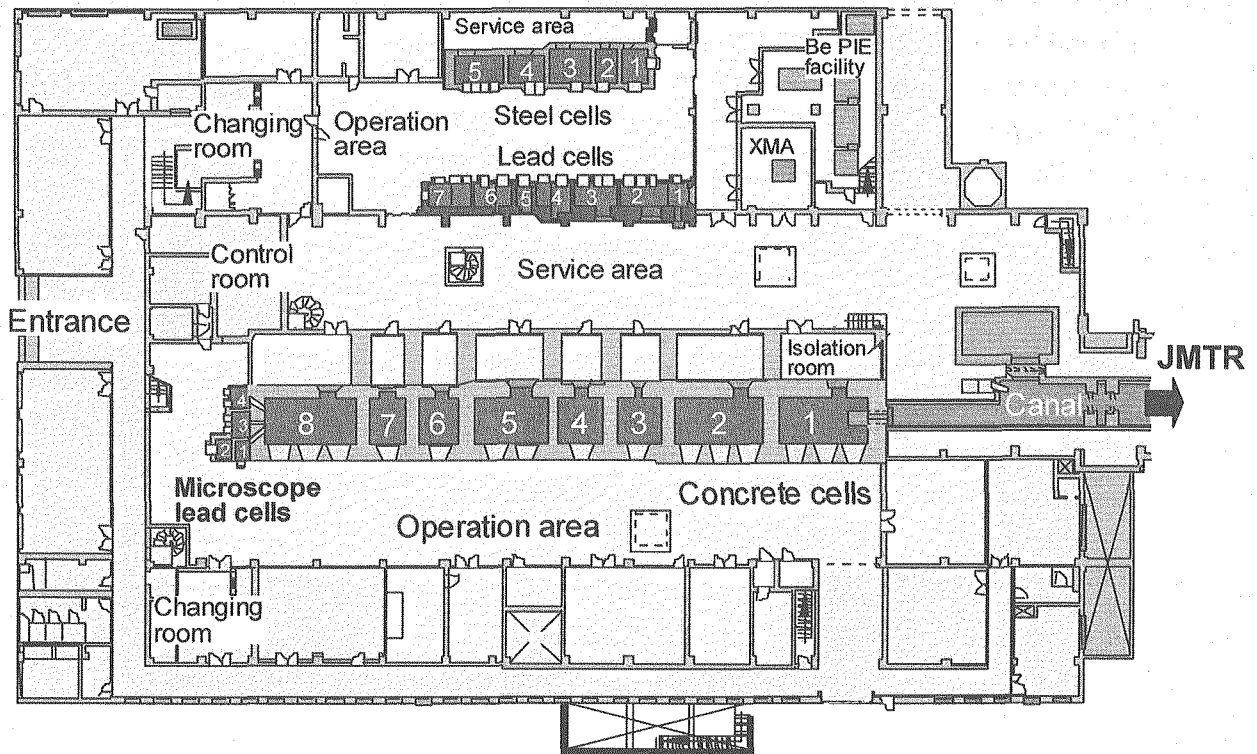 Service area
Be PIE
facility
5 4 3 2 1
Changing
room
Operation
area
Steel cells
XMA
Lead cells
7 6 5 4 3 2 1
Control
room
Service area
Entrance
Isolation
room
JMTR
4
3
2 1
8 7 6 5 4 3 2 1
Canal
Microscope
lead cells
Concrete cells
Operation area
Changing
room